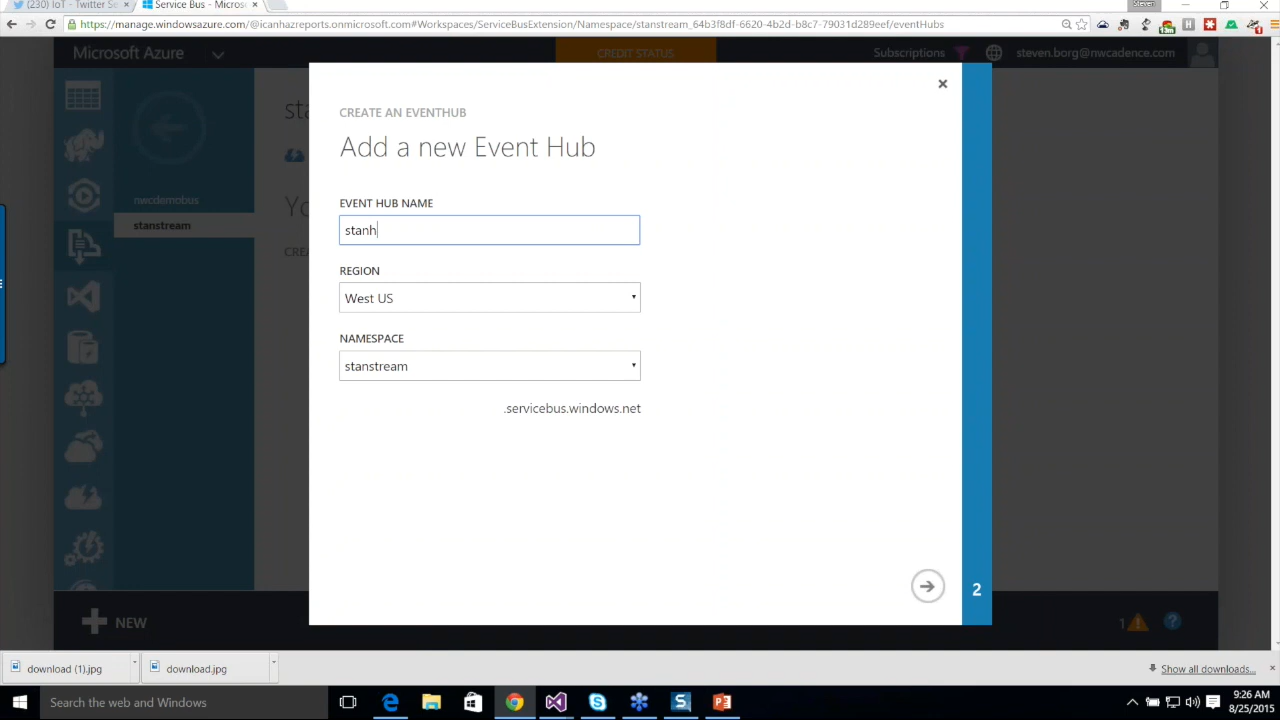 (230) IoT - Twitter Se
Service Bus - Micros
Steven
https://manage.windowsazure.com/@icanhazreports.onmicrosoft.com#Workspaces/ServiceBusExtension/Namespace/stanstream_64b3f8df-6620-4b2d-b8c7-79031d289eef/eventHubs
13m
Microsoft Azure
CREDIT STATUS
Subscriptions
steven.borg@nwcadence.com
sta
nwcdemobus
Yo
stanstream
CREA
CREATE AN EVENTHUB
Add a new Event Hub
EVENT HUB NAME
stanh
REGION
West US
NAMESPACE
stanstream
.servicebus.windows.net
2
NEW
1
download (1).jpg
download.jpg
Show all downloads...
Search the web and Windows
9:26 AM
8/25/2015